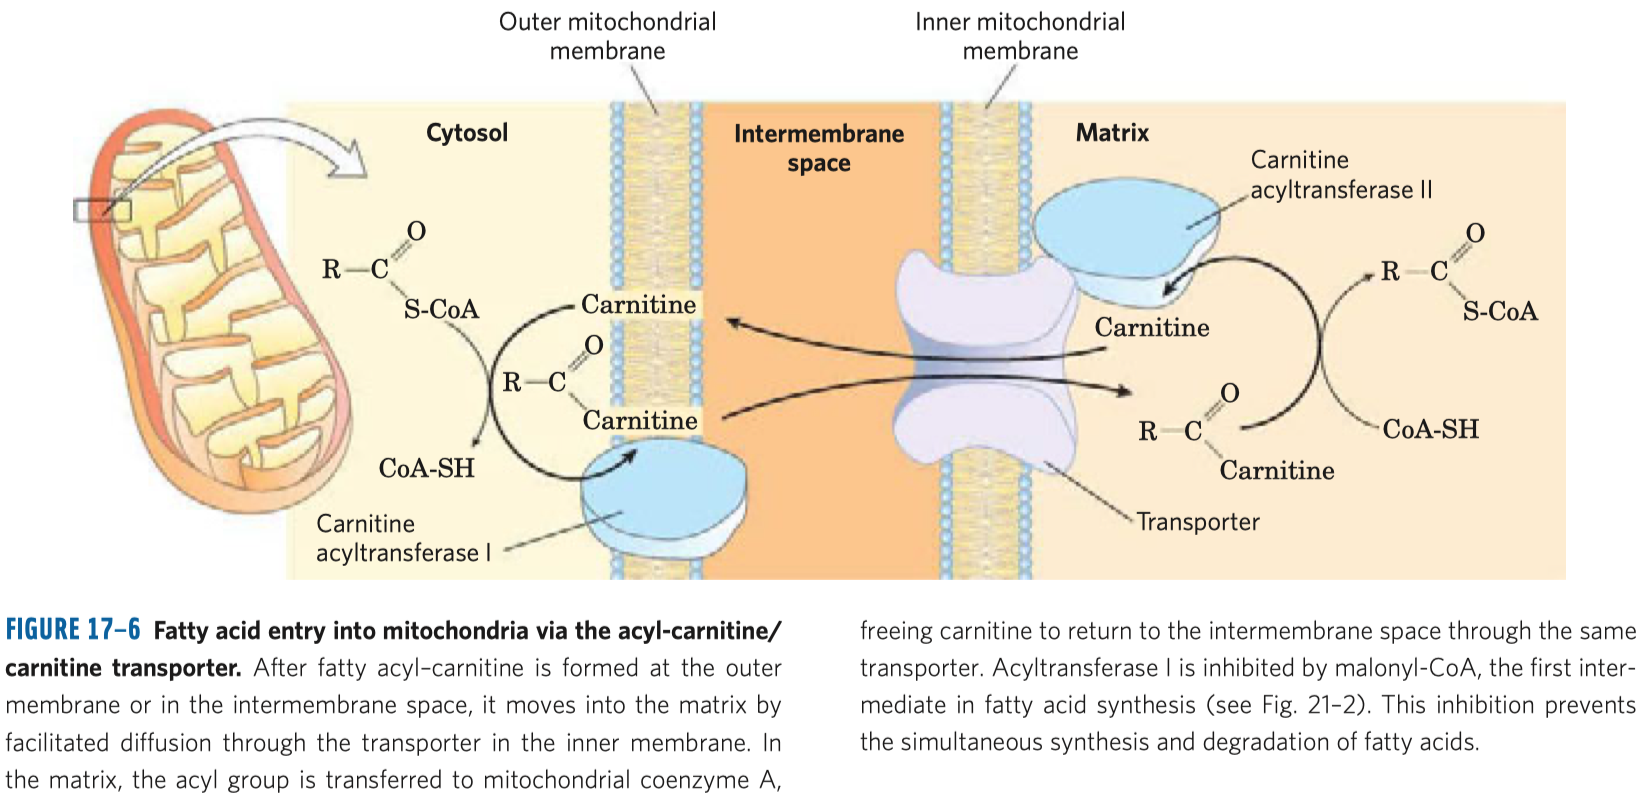 Outer mitochondrial
membrane
Inner mitochondrial
membrane
Cytosol
Intermembrane
space
Matrix
Carnitine
acyltransferase II
R—C
O
S-CoA
Carnitine
R—C
O
Carnitine
CoA-SH
Carnitine
acyltransferase I
Carnitine
R—C
O
S-CoA
R—C
O
Carnitine
CoA-SH
Transporter
FIGURE 17–6 Fatty acid entry into mitochondria via the acyl-carnitine/
carnitine transporter. After fatty acyl–carnitine is formed at the outer
membrane or in the intermembrane space, it moves into the matrix by
facilitated diffusion through the transporter in the inner membrane. In
the matrix, the acyl group is transferred to mitochondrial coenzyme A,
freeing carnitine to return to the intermembrane space through the same
transporter. Acyltransferase I is inhibited by malonyl-CoA, the first inter-
mediate in fatty acid synthesis (see Fig. 21–2). This inhibition prevents
the simultaneous synthesis and degradation of fatty acids.